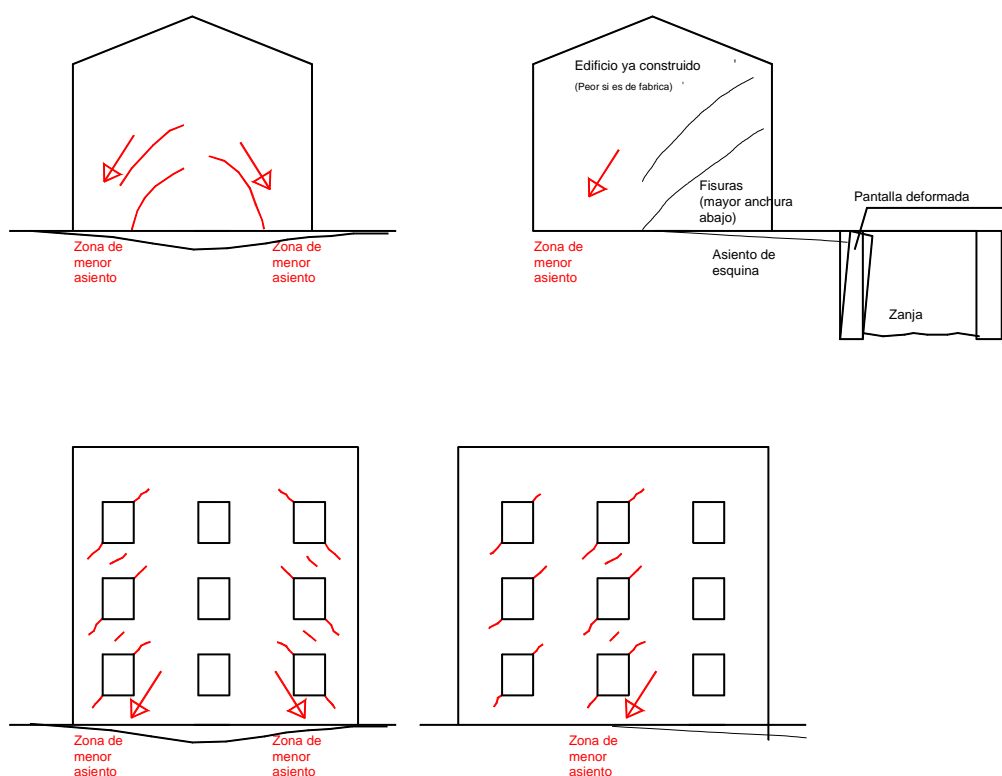 Edificio ya construido
(Peor si es de fabrica)
Fisuras
(mayor anchura
abajo)
Pantalla deformada
Zona de
menor
asiento
Zona de
menor
asiento
Zona de
menor
asiento
Asiento de
esquina
Zanja
Zona de
menor
asiento
Zona de
menor
asiento
Zona de
menor
asiento